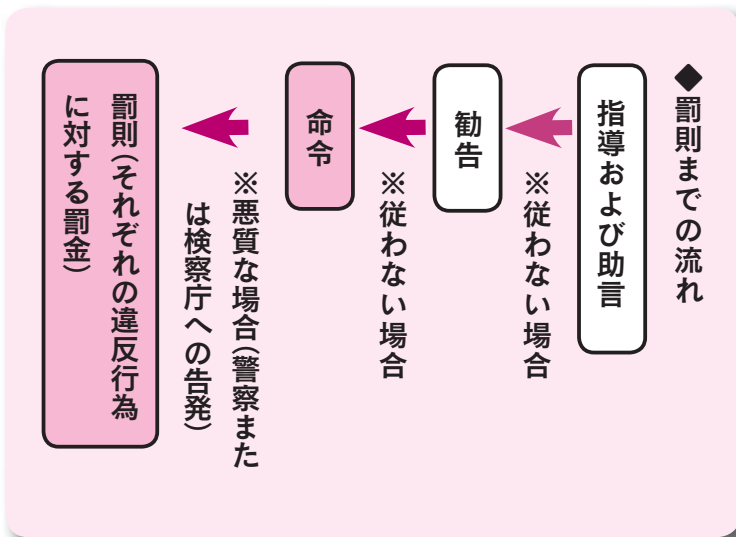 ◆罰則までの流れ
指導および助言
※従わない場合
勧告
※従わない場合
命令
※悪質な場合（警察また
は検察庁への告発）
罰則（それぞれの違反行為
に対する罰金）